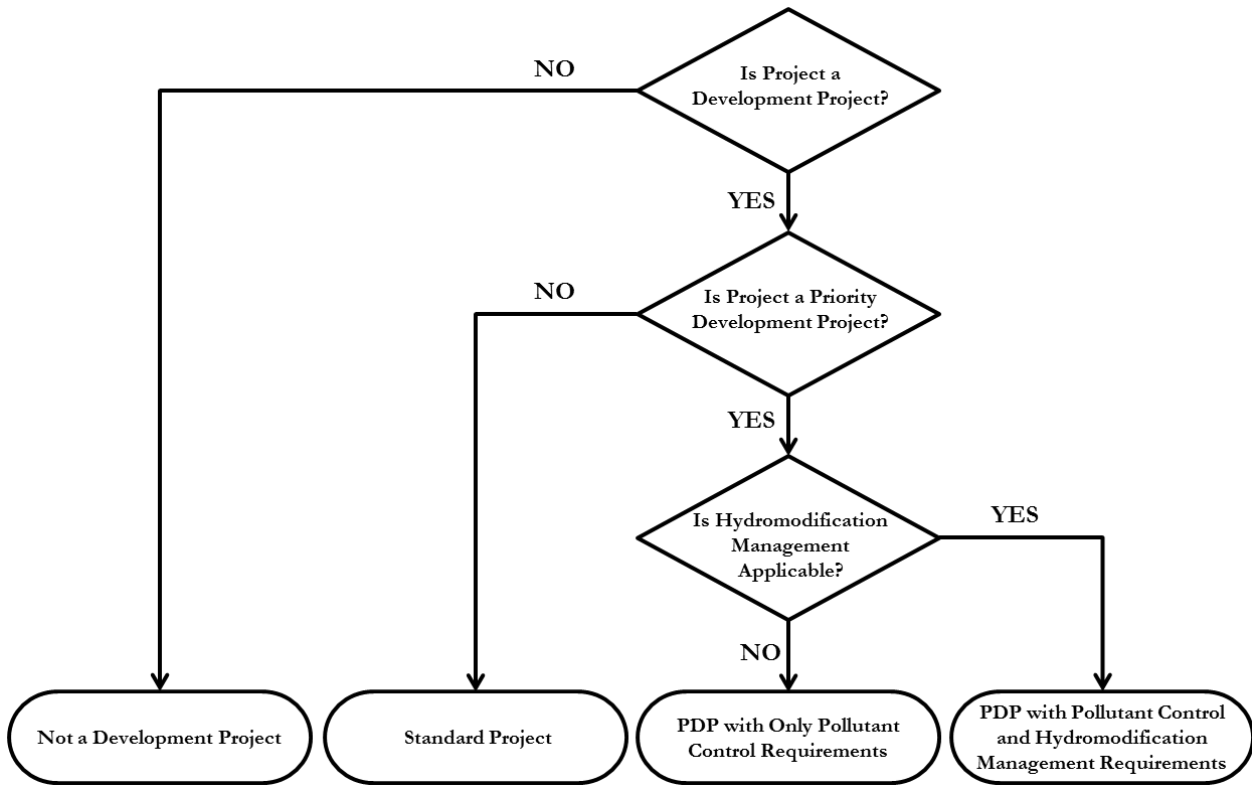 NO
Is Project a
Development Project?
YES
NO
Is Project a Priority
Development Project?
YES
Is Hydromodification
Management
Applicable?
YES
NO
Not a Development Project
Standard Project
PDP with Only Pollutant
Control Requirements
PDP with Pollutant Control
and Hydromodification
Management Requirements